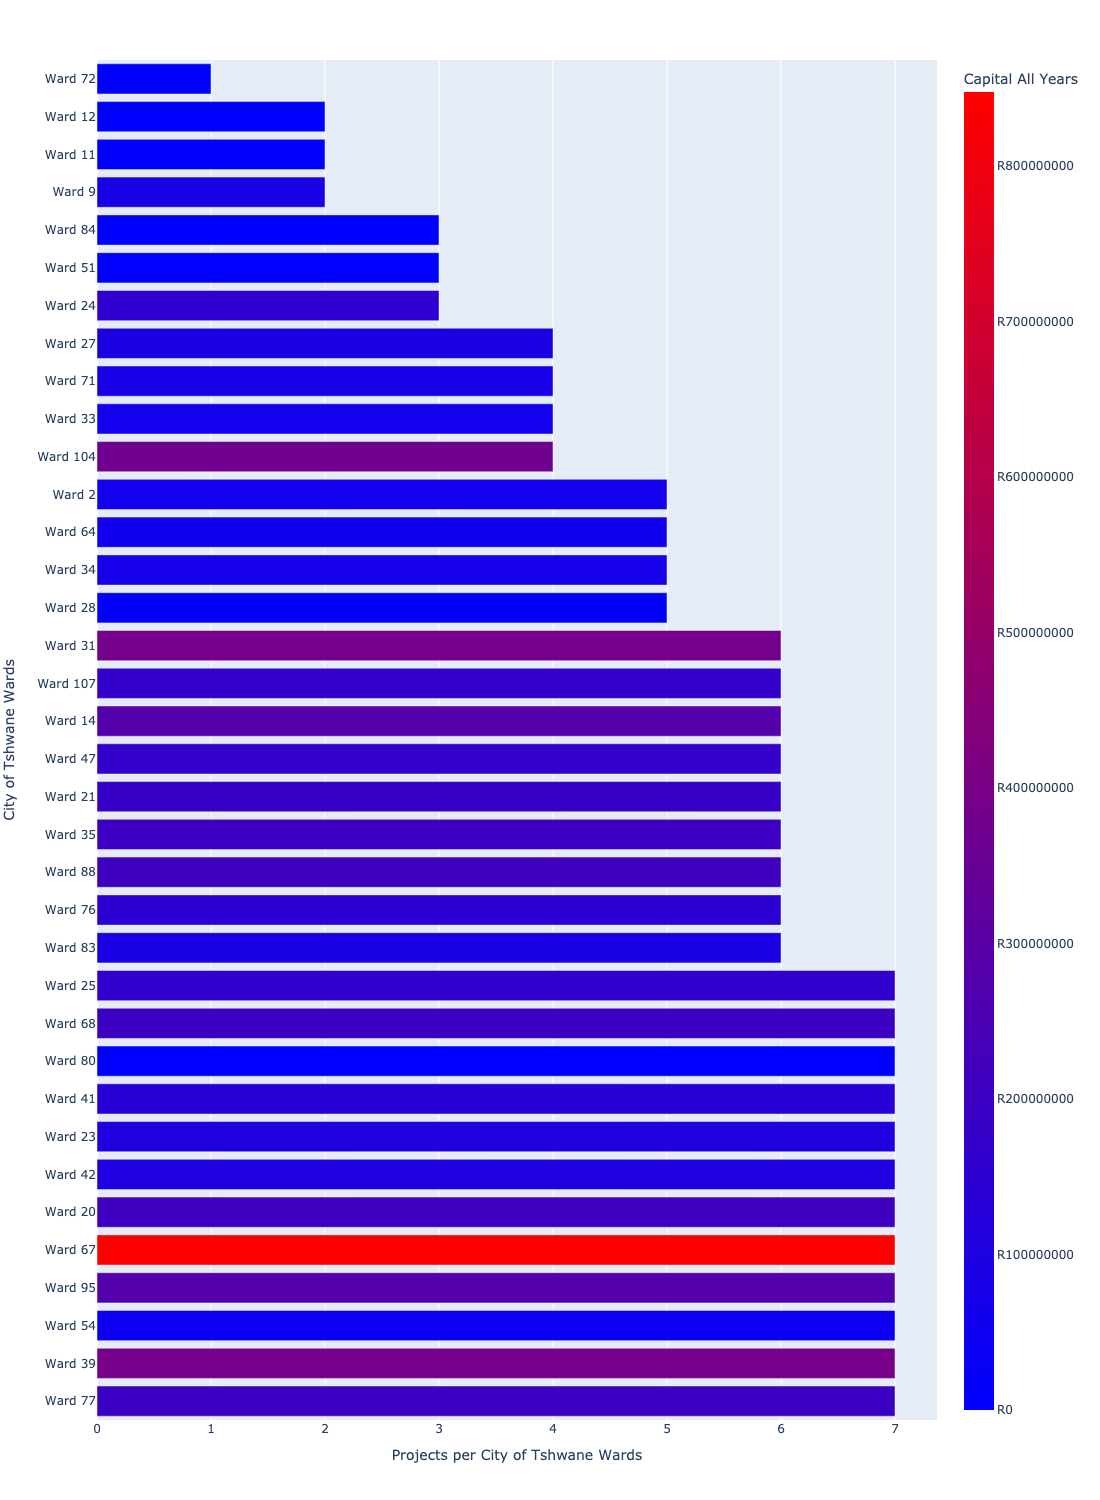 Capital All Years
Ward 72
Ward 12
Ward 11
Ward 9
Ward 84
Ward 51
Ward 24
Ward 27
Ward 71
Ward 33
Ward 104
Ward 2
Ward 64
Ward 34
Ward 28
Ward 31
Ward 107
Ward 14
Ward 47
Ward 21
Ward 35
Ward 88
Ward 76
Ward 83
Ward 25
Ward 68
Ward 80
Ward 41
Ward 23
Ward 42
Ward 20
Ward 67
Ward 95
Ward 54
Ward 39
Ward 77
City of Tshwane Wards
0 1 2 3 4 5 6 7
Projects per City of Tshwane Wards
R800000000
R700000000
R600000000
R500000000
R400000000
R300000000
R200000000
R100000000
R0